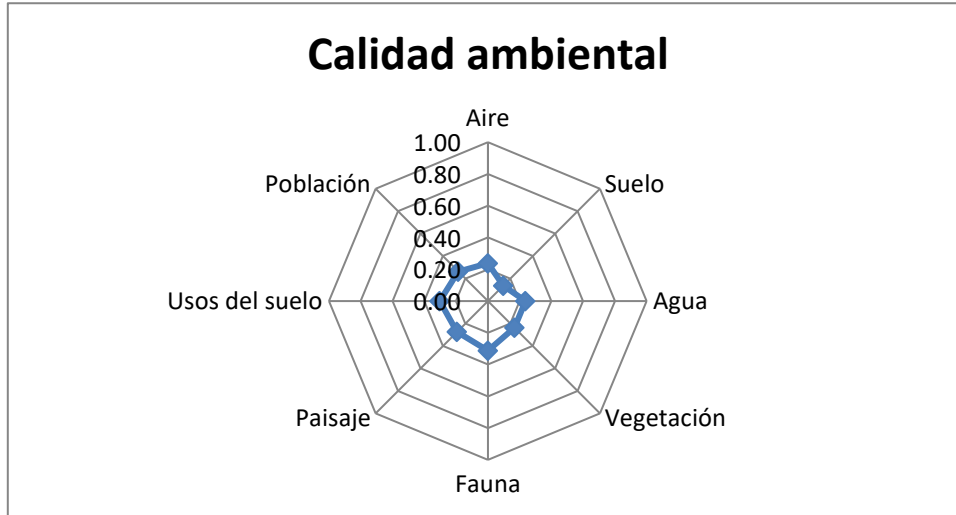 Calidad ambiental
Aire
1.00
0.80
0.60
0.40
0.20
0.00
Suelo
Agua
Vegetación
Fauna
Paisaje
Usos del suelo
Población